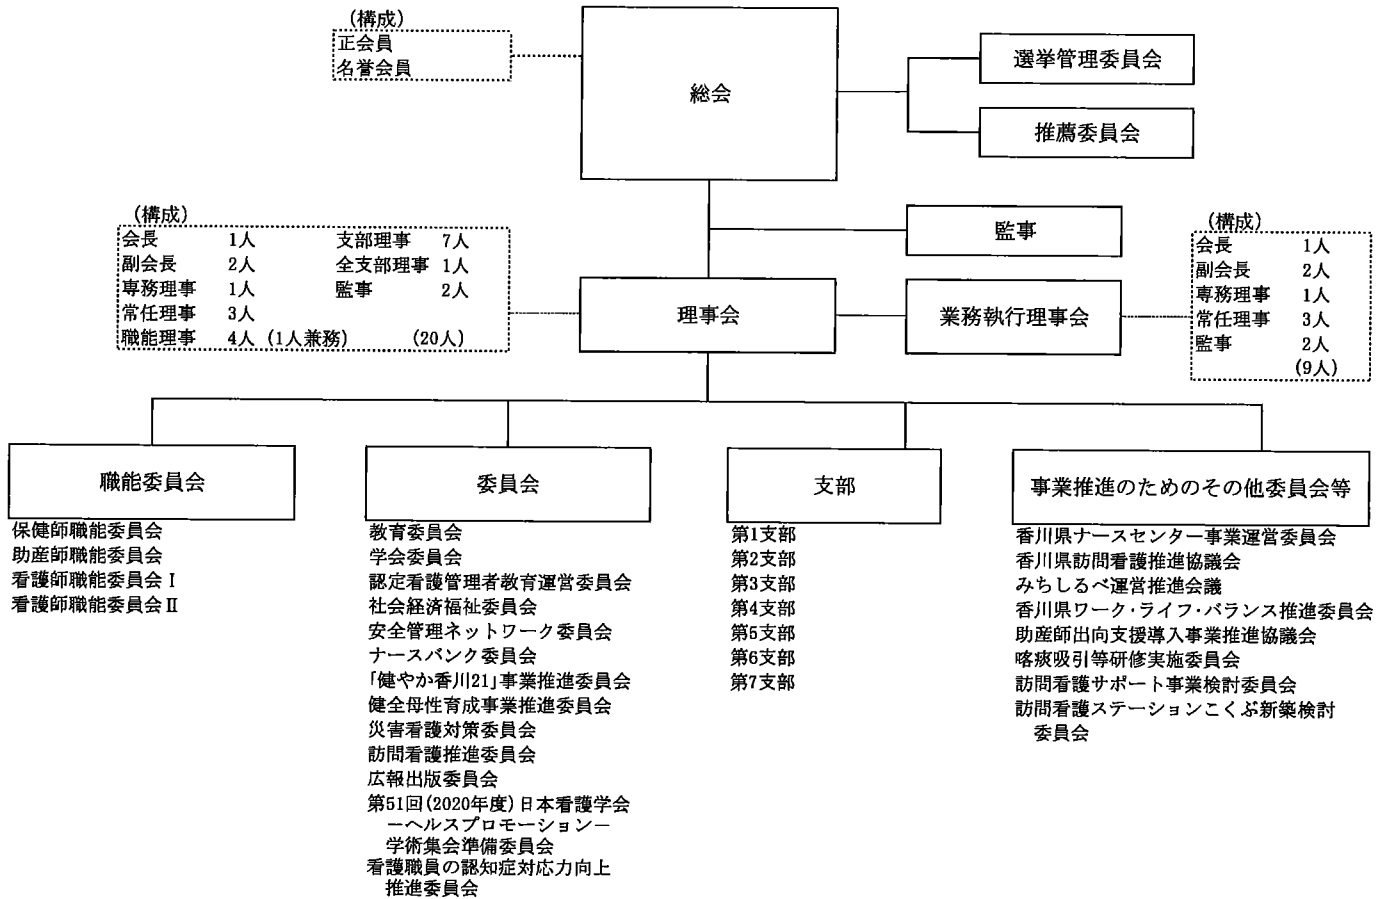 (構成)
正会員
名誉会員
総会
選挙管理委員会
推薦委員会
監事
(構成)
会長 1人 支部理事 7人
副会長 2人 全支部理事 1人
専務理事 1人 監事 2人
常任理事 3人
職能理事 4人 (1人兼務) (20人)
理事会
業務執行理事会
(構成)
会長 1人
副会長 2人
専務理事 1人
常任理事 3人
監事 2人
(9人)
職能委員会
保健師職能委員会
助産師職能委員会
看護師職能委員会Ⅰ
看護師職能委員会Ⅱ
委員会
教育委員会
学会委員会
認定看護管理者教育運営委員会
社会経済福祉委員会
安全管理ネットワーク委員会
ナースバンク委員会
「健やか香川21」事業推進委員会
健全母性育成事業推進委員会
災害看護対策委員会
訪問看護推進委員会
広報出版委員会
第51回(2020年度)日本看護学会
－ヘルスプロモーション－
学術集会準備委員会
看護職員の認知症対応力向上
推進委員会
支部
第1支部
第2支部
第3支部
第4支部
第5支部
第6支部
第7支部
事業推進のためのその他委員会等
香川県ナースセンター事業運営委員会
香川県訪問看護推進協議会
みちしるべ運営推進会議
香川県ワーク・ライフ・バランス推進委員会
助産師出向支援導入事業推進協議会
喀痰吸引等研修実施委員会
訪問看護サポート事業検討委員会
訪問看護ステーションこくぶ新築検討
委員会